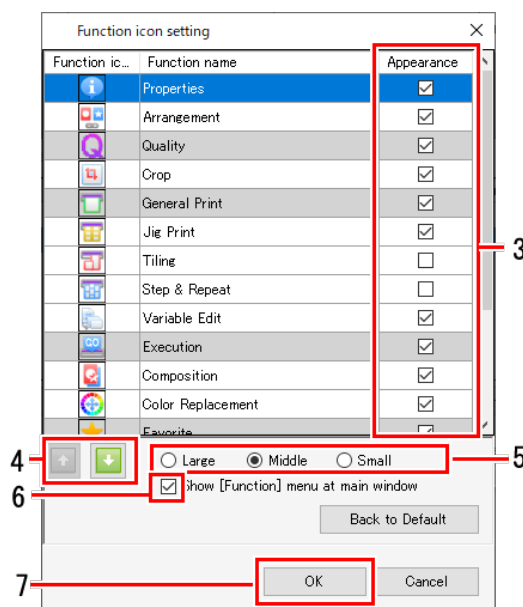 Function icon setting
Function ic... Function name Appearance
Properties
Arrangement
Quality
Crop
General Print
Jig Print
3
Tiling
Step & Repeat
Variable Edit
Execution
Composition
Color Replacement
Favorite
4
Large Middle Small
5
6
Show [Function] menu at main window
Back to Default
7
OK Cancel